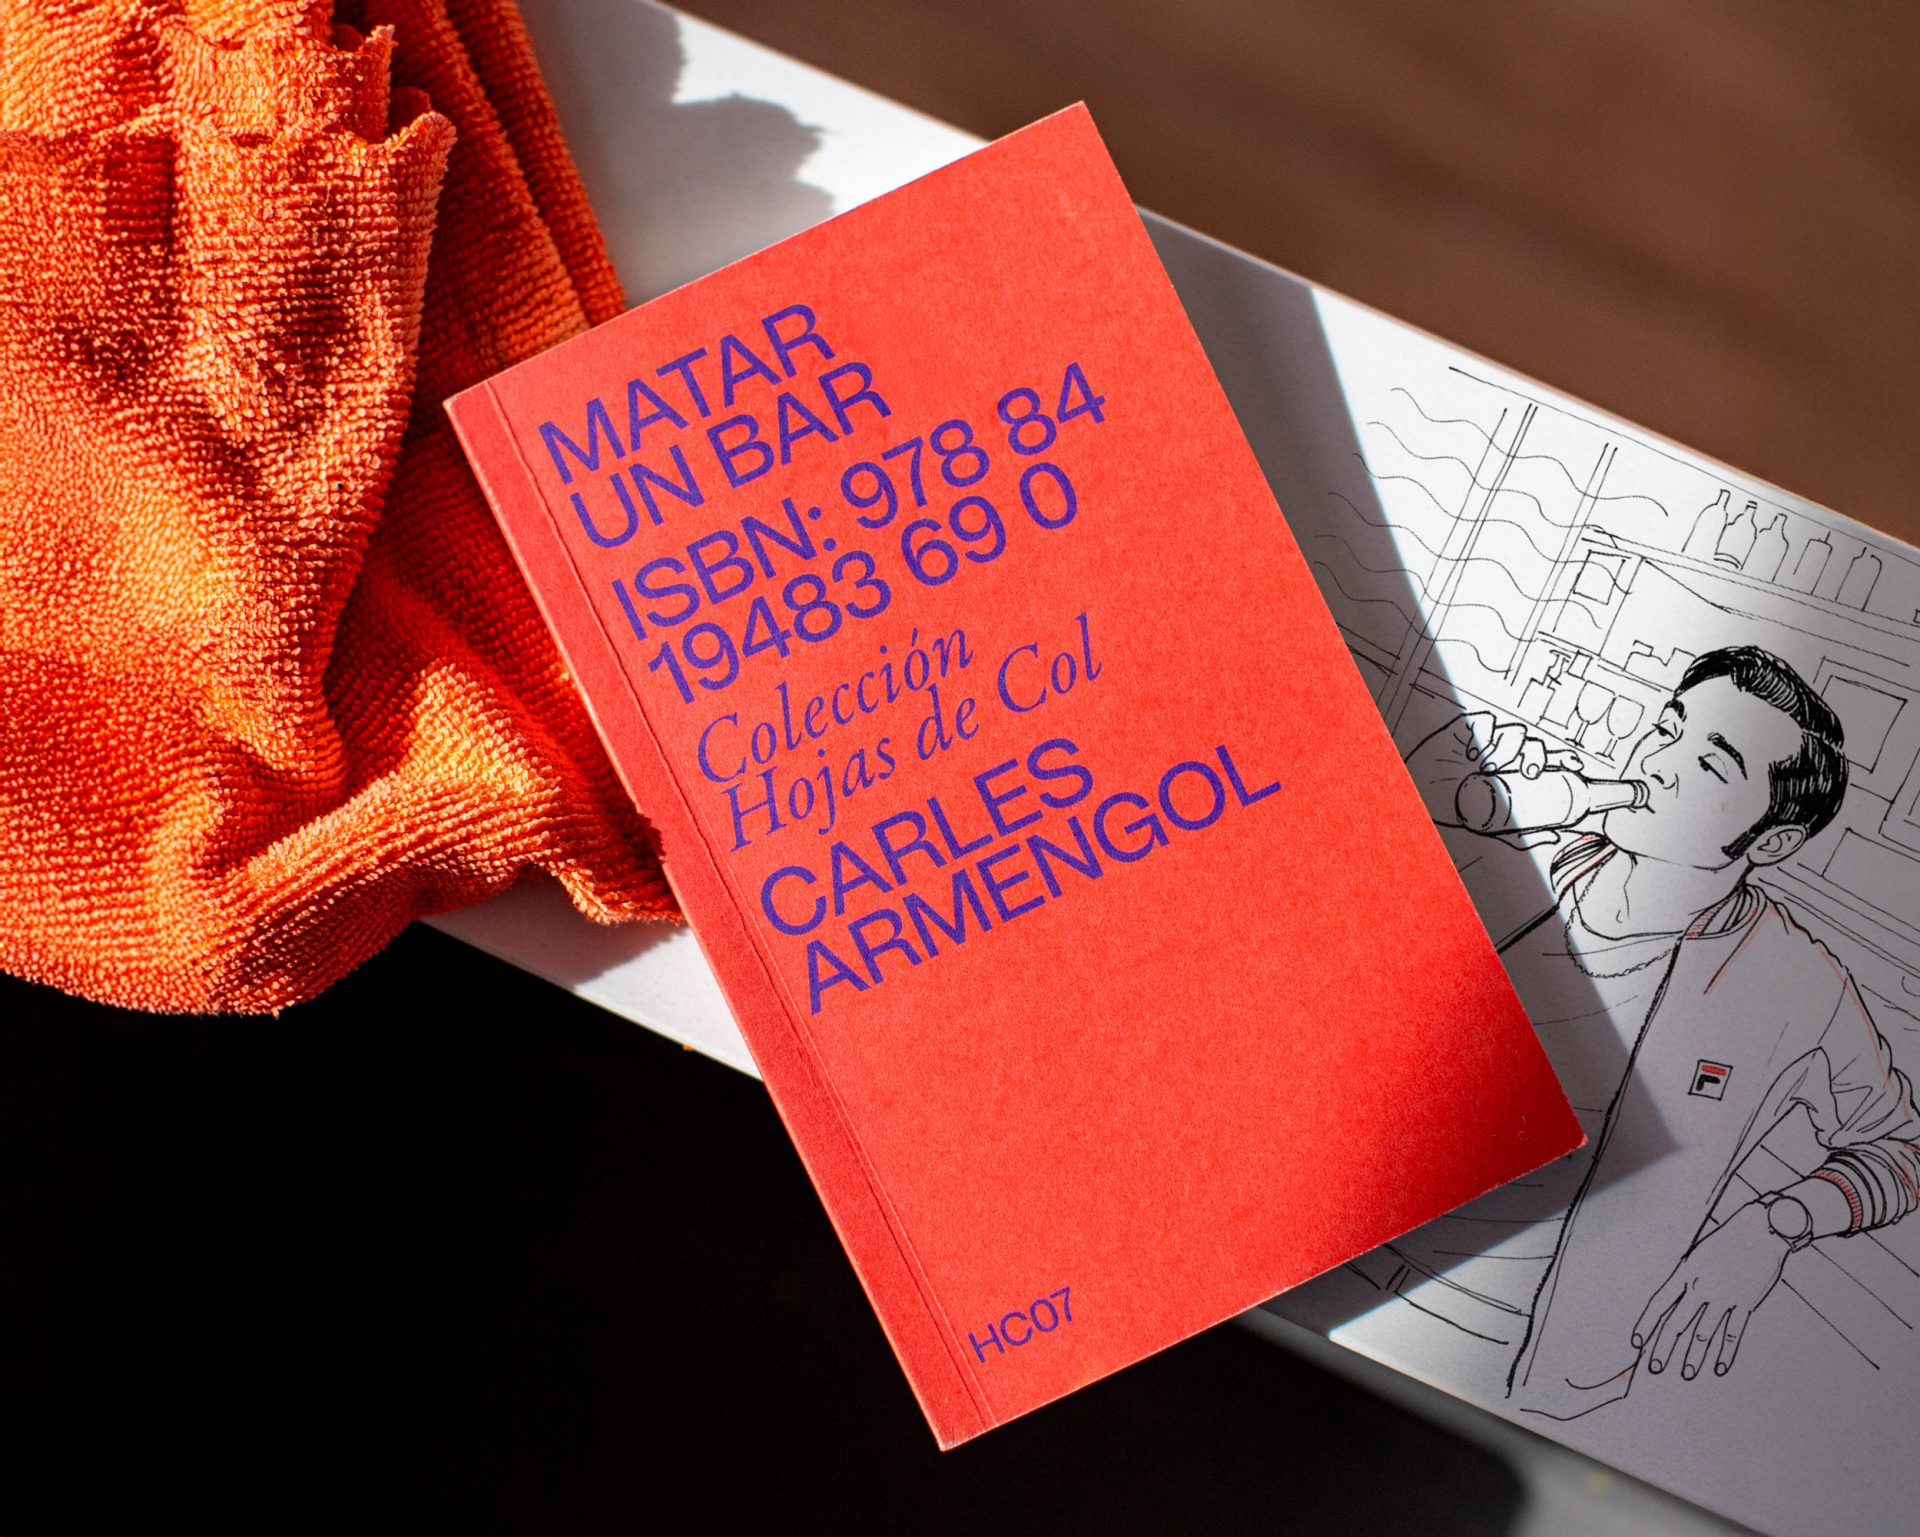 MATAR
UN BAR
ISBN: 978 84
19483 69 0
Colección
Hojas de Col
CARLES
ARMENGOL
HC07